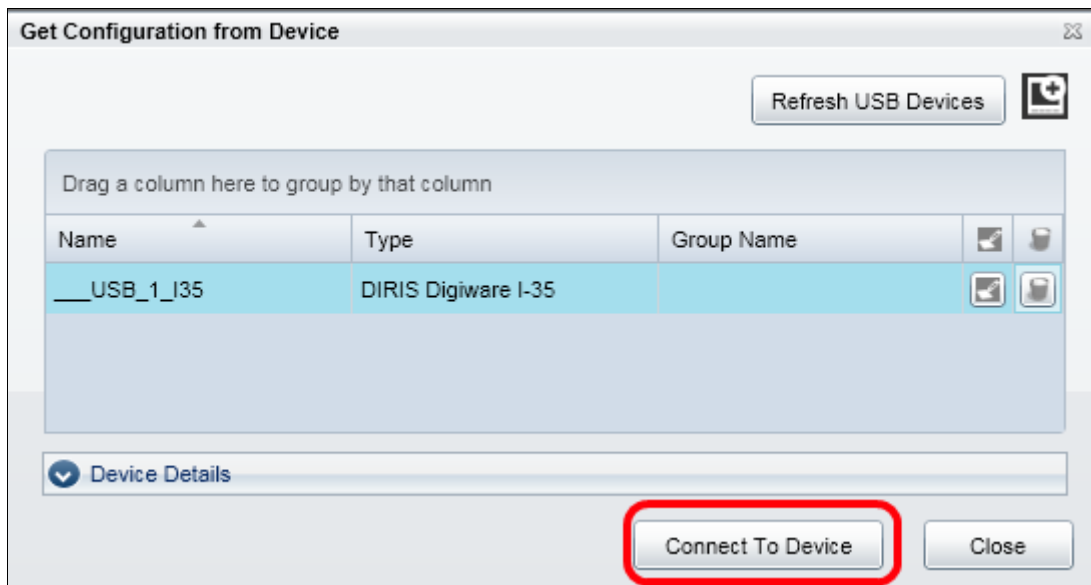 Get Configuration from Device
Refresh USB Devices
Drag a column here to group by that column
Name Type Group Name
___USB_1_I35 DIRIS Digiware I-35
Device Details
Connect To Device Close